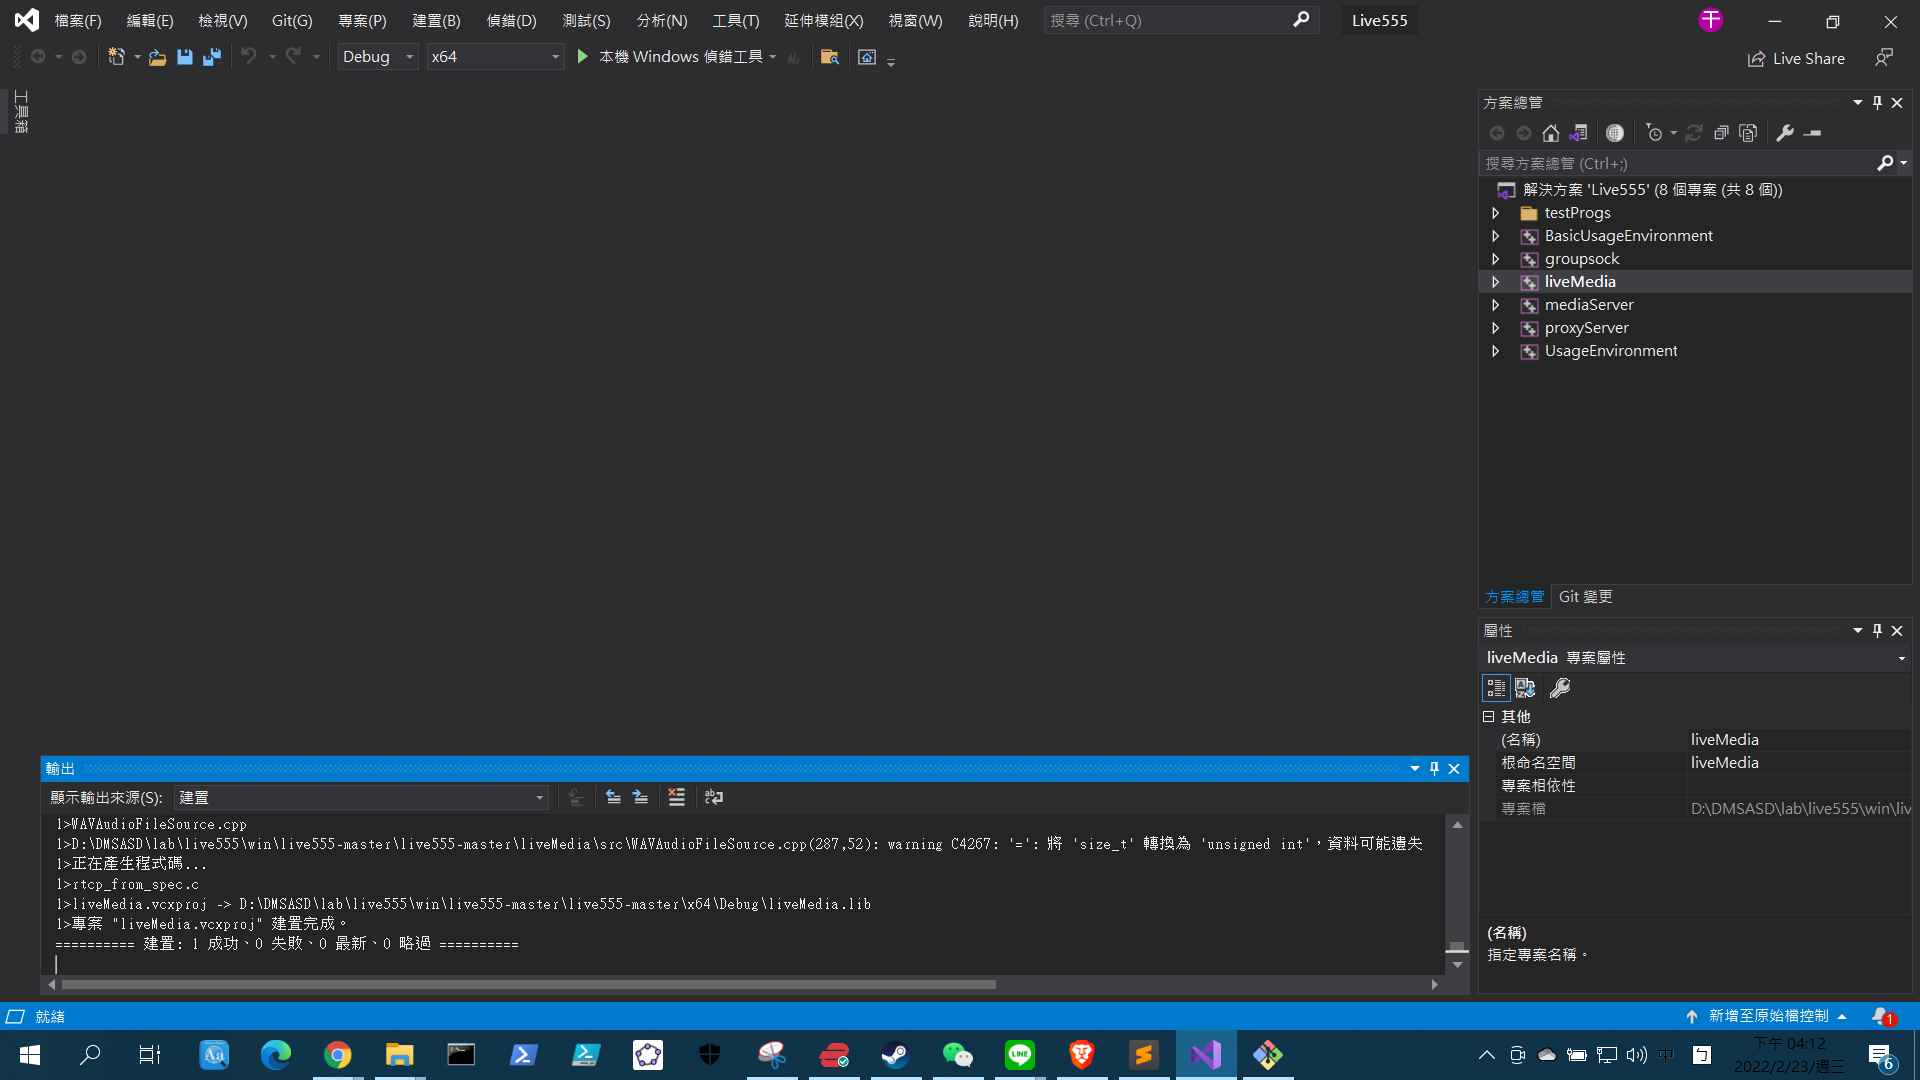 檔案(F) 編輯(E) 檢視(V) Git(G) 專案(P) 建置(B) 偵錯(D) 測試(S) 分析(N) 工具(T) 延伸模組(X) 視窗(W) 說明(H) 搜尋 (Ctrl+Q) Live555 千
Debug x64 本機 Windows 偵錯工具 Live Share
工具箱
方案總管
搜尋方案總管 (Ctrl+;)
解決方案 'Live555' (8 個專案 (共 8 個))
testProgs
BasicUsageEnvironment
groupsock
liveMedia
mediaServer
proxyServer
UsageEnvironment
方案總管 Git 變更
屬性
liveMedia 專案屬性
其他
(名稱) liveMedia
根命名空間 liveMedia
專案相依性
專案檔 D:\DMSASD\lab\live555\win\liv
(名稱)
指定專案名稱。
輸出
顯示輸出來源(S): 建置
1>WAVAudioFileSource.cpp
1>D:\DMSASD\lab\live555\win\live555-master\live555-master\liveMedia\src\WAVAudioFileSource.cpp(287,52): warning C4267: '=': 將 'size_t' 轉換為 'unsigned int'，資料可能遺失
1>正在產生程式碼...
1>rtcp_from_spec.c
1>liveMedia.vcxproj -> D:\DMSASD\lab\live555\win\live555-master\live555-master\x64\Debug\liveMedia.lib
1>專案 "liveMedia.vcxproj" 建置完成。
========== 建置: 1 成功、0 失敗、0 最新、0 略過 ==========
就緒 新增至原始檔控制 1
中 ㄅ 下午 04:12
2022/2/23/週三 6